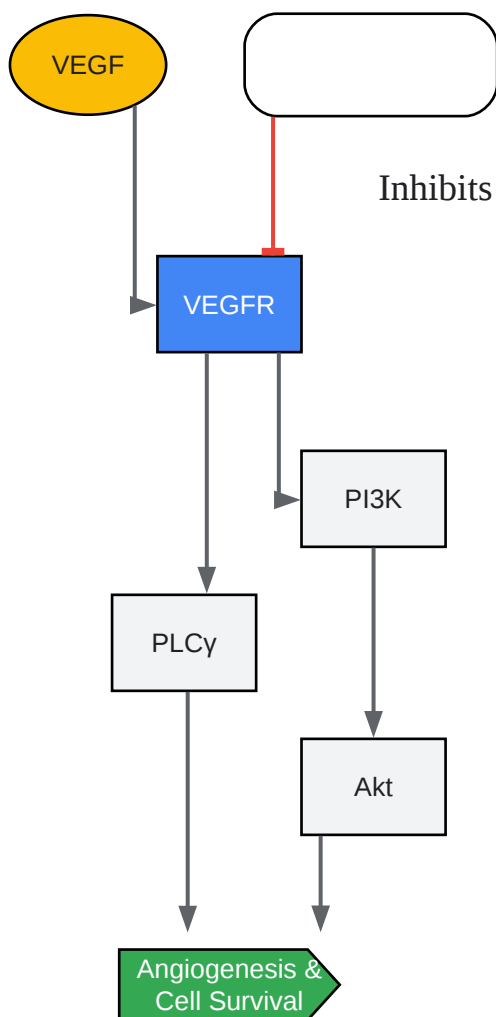 VEGF
Inhibits
VEGFR
PI3K
PLCγ
Akt
Angiogenesis &
Cell Survival